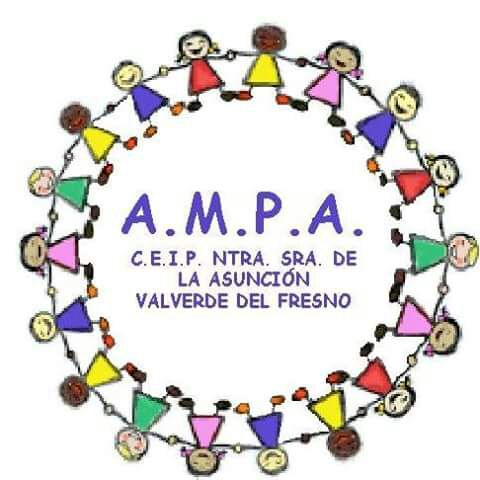 A.M.P.A.
C.E.I.P. NTRA. SRA. DE
LA ASUNCIÓN
VALVERDE DEL FRESNO